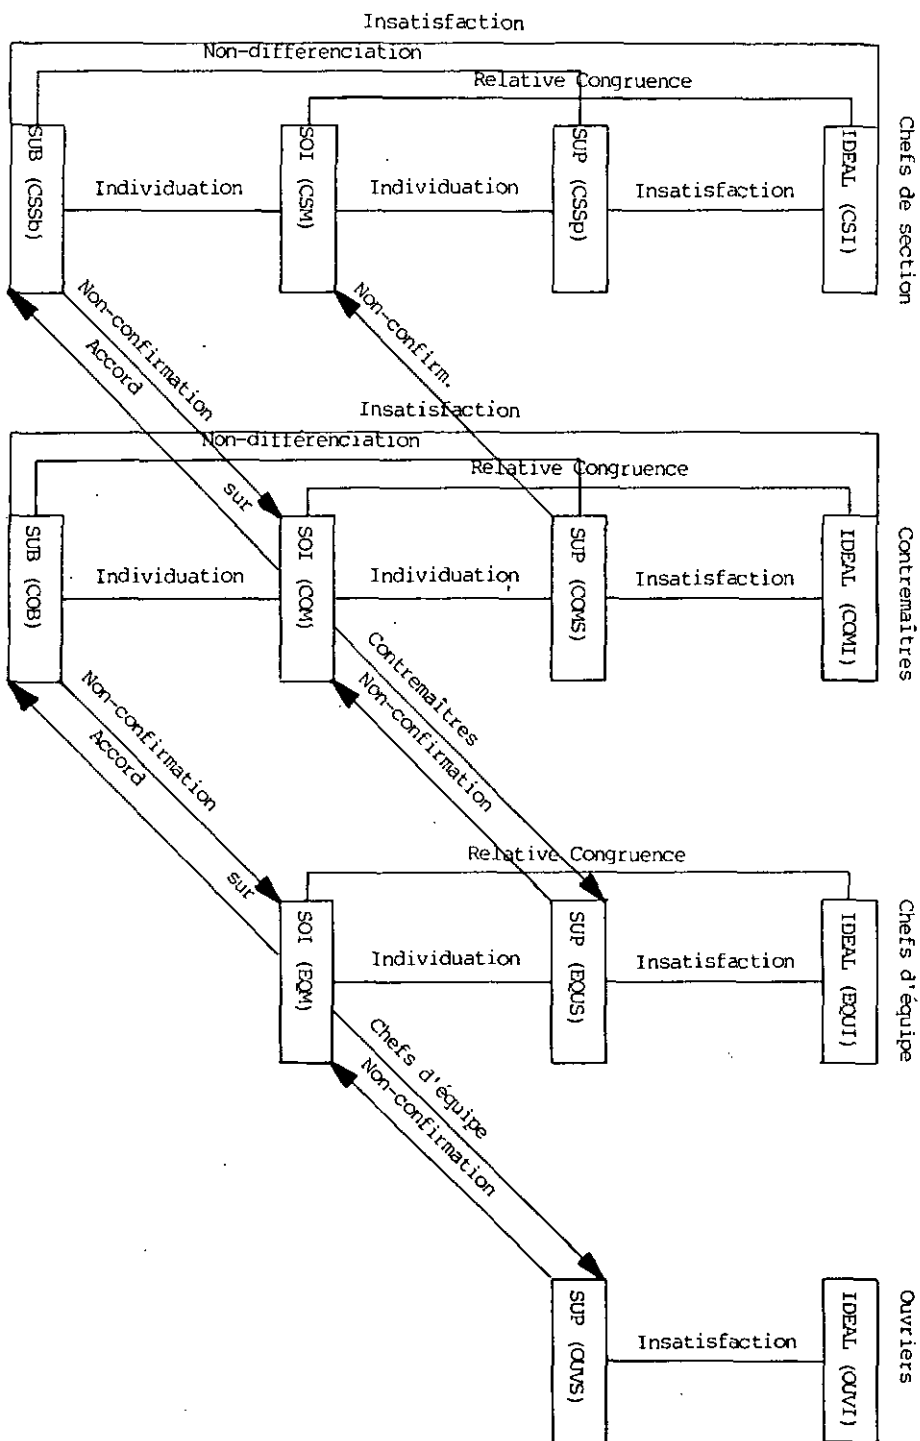 Insatisfaction
Non-différenciation
Relative Congruence
Chefs de section
SUB (CSSb)
Individuation
SOI (CSM)
Individuation
SUP (CSSp)
Insatisfaction
IDEAL (CSI)
Non-confirmation
Accord
sur
Non-confirm.
Insatisfaction
Non-différenciation
Relative Congruence
Contremaîtres
SUB (COB)
Individuation
SOI (COM)
Individuation
SUP (COMS)
Insatisfaction
IDEAL (COMI)
Non-confirmation
Accord
sur
Contremaîtres
Non-confirmation
Relative Congruence
Chefs d'équipe
SOI (EQM)
Individuation
SUP (EQUS)
Insatisfaction
IDEAL (EQUI)
Chefs d'équipe
Non-confirmation
Ouvriers
SUP (OUVS)
Insatisfaction
IDEAL (OUVI)